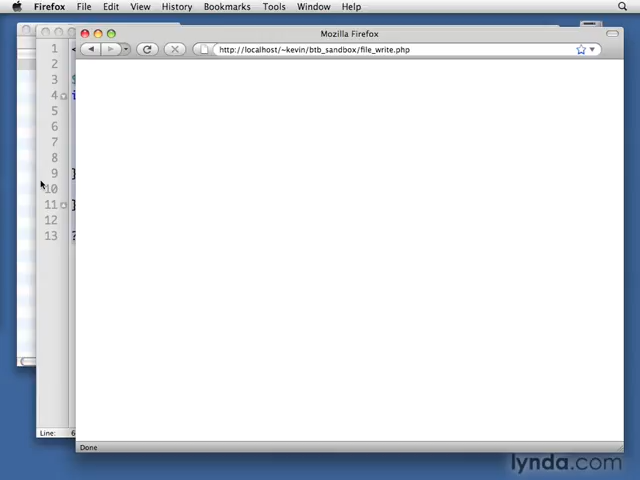 Firefox File Edit View History Bookmarks Tools Window Help
Mozilla Firefox
http://localhost/~kevin/btb_sandbox/file_write.php
1 <
2
3 $
4 i
5
6
7
8
9 }
10
11 }
12
13 ?
Line: 6
Done
lynda.com